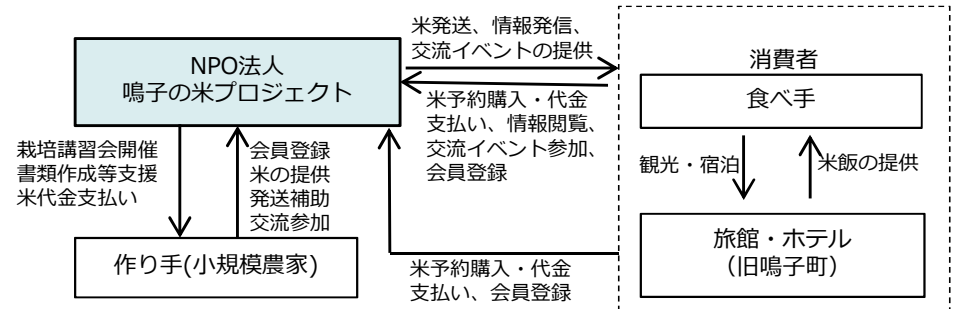 米発送、情報発信、
交流イベントの提供
NPO法人
鳴子の米プロジェクト
消費者
食べ手
米予約購入・代金
支払い、情報閲覧、
交流イベント参加、
会員登録
栽培講習会開催
書類作成等支援
米代金支払い
会員登録
米の提供
発送補助
交流参加
観光・宿泊
米飯の提供
作り手(小規模農家)
旅館・ホテル
（旧鳴子町）
米予約購入・代金
支払い、会員登録